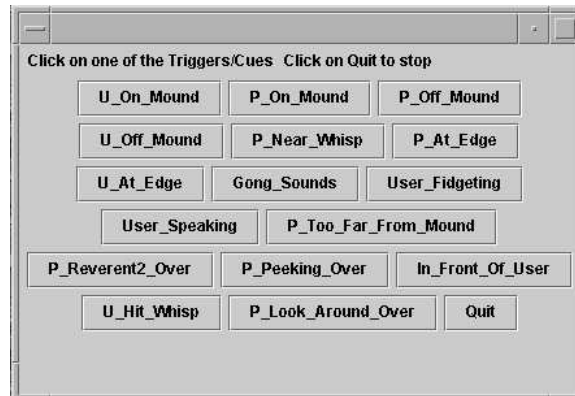 Click on one of the Triggers/Cues Click on Quit to stop
U_On_Mound P_On_Mound P_Off_Mound
U_Off_Mound P_Near_Whisp P_At_Edge
U_At_Edge Gong_Sounds User_Fidgeting
User_Speaking P_Too_Far_From_Mound
P_Reverent2_Over P_Peeking_Over In_Front_Of_User
U_Hit_Whisp P_Look_Around_Over Quit